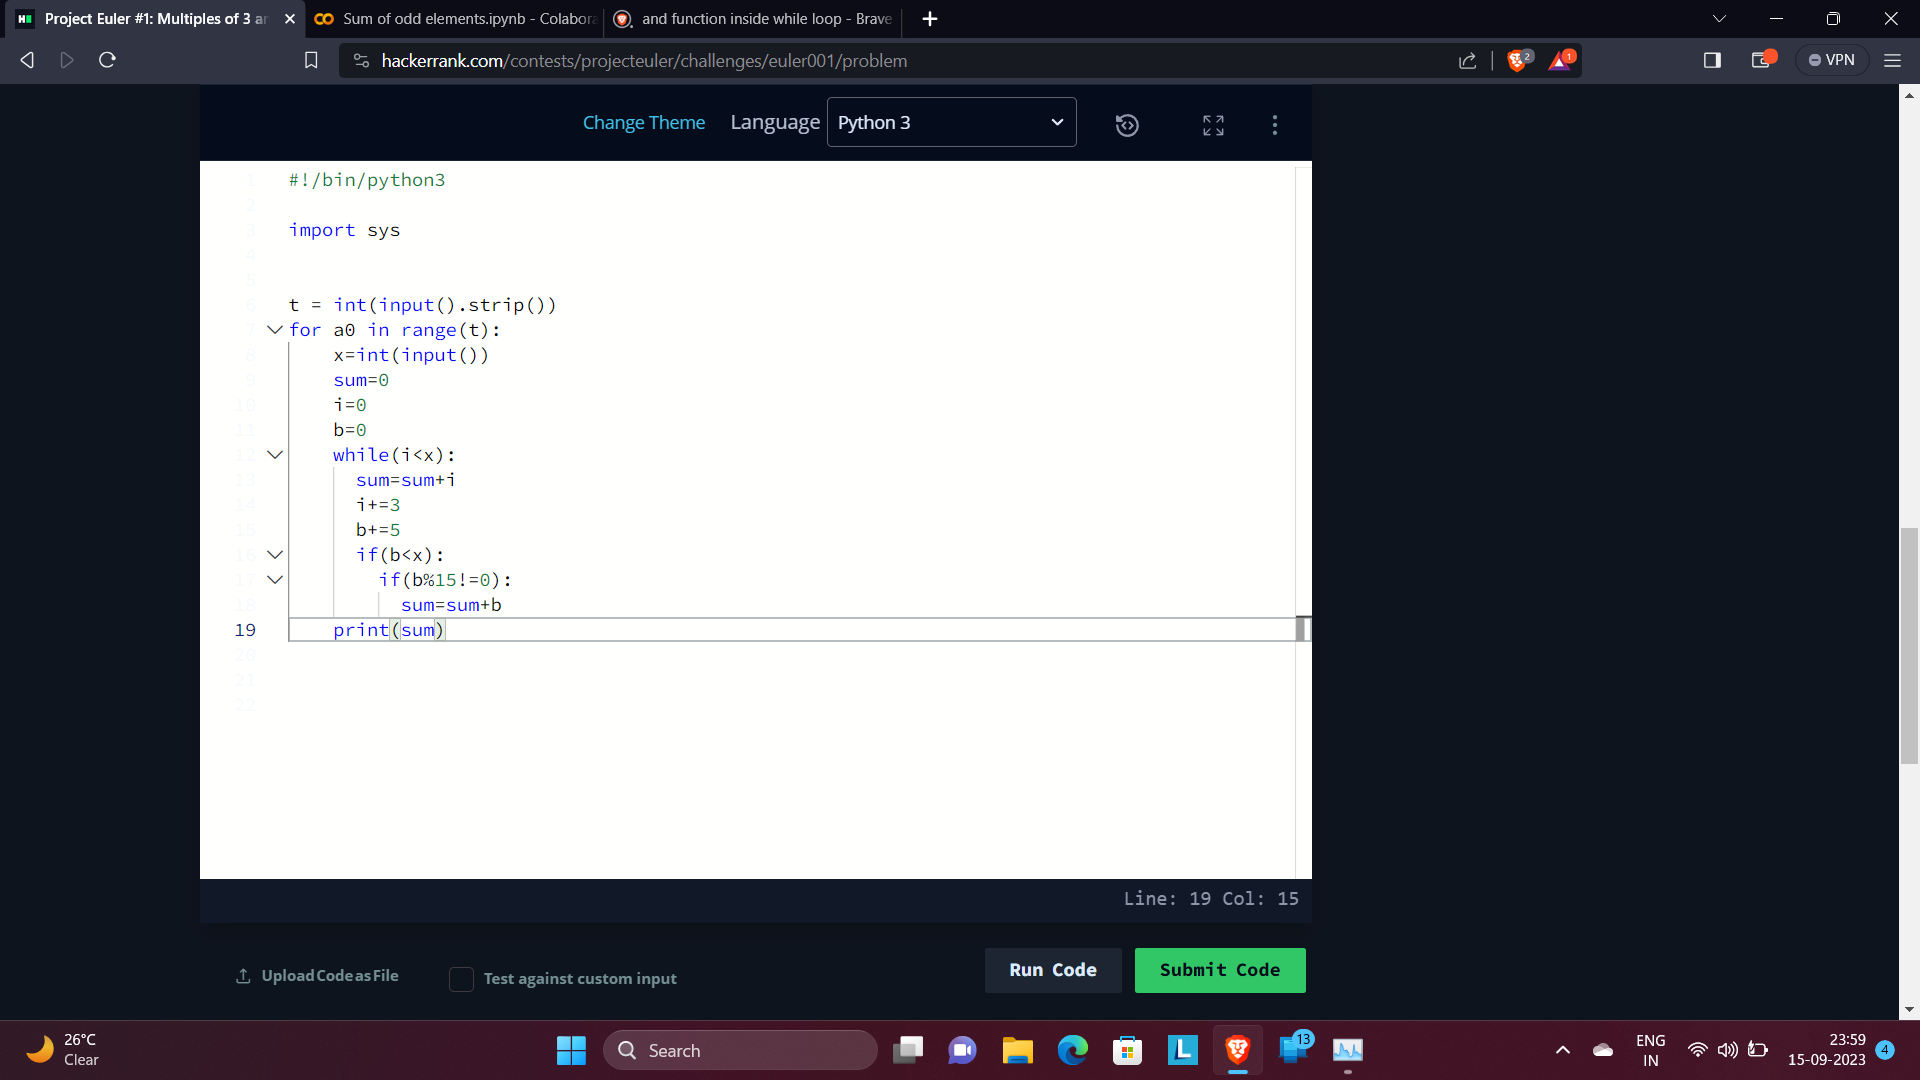 Project Euler #1: Multiples of 3 ar
Sum of odd elements.ipynb - Colabora
and function inside while loop - Brave
hackerrank.com/contests/projecteuler/challenges/euler001/problem
2
1
VPN
Change Theme
Language
Python 3
1 #!/bin/python3
2
3 import sys
4
5
6 t = int(input().strip())
7 for a0 in range(t):
8     x=int(input())
9     sum=0
10     i=0
11     b=0
12     while(i<x):
13       sum=sum+i
14       i+=3
15       b+=5
16       if(b<x):
17         if(b%15!=0):
18           sum=sum+b
19     print(sum)
20
21
22
Line: 19 Col: 15
Upload Code as File
Test against custom input
Run Code
Submit Code
26°C
Clear
Search
L
13
ENG
IN
23:59
15-09-2023
4